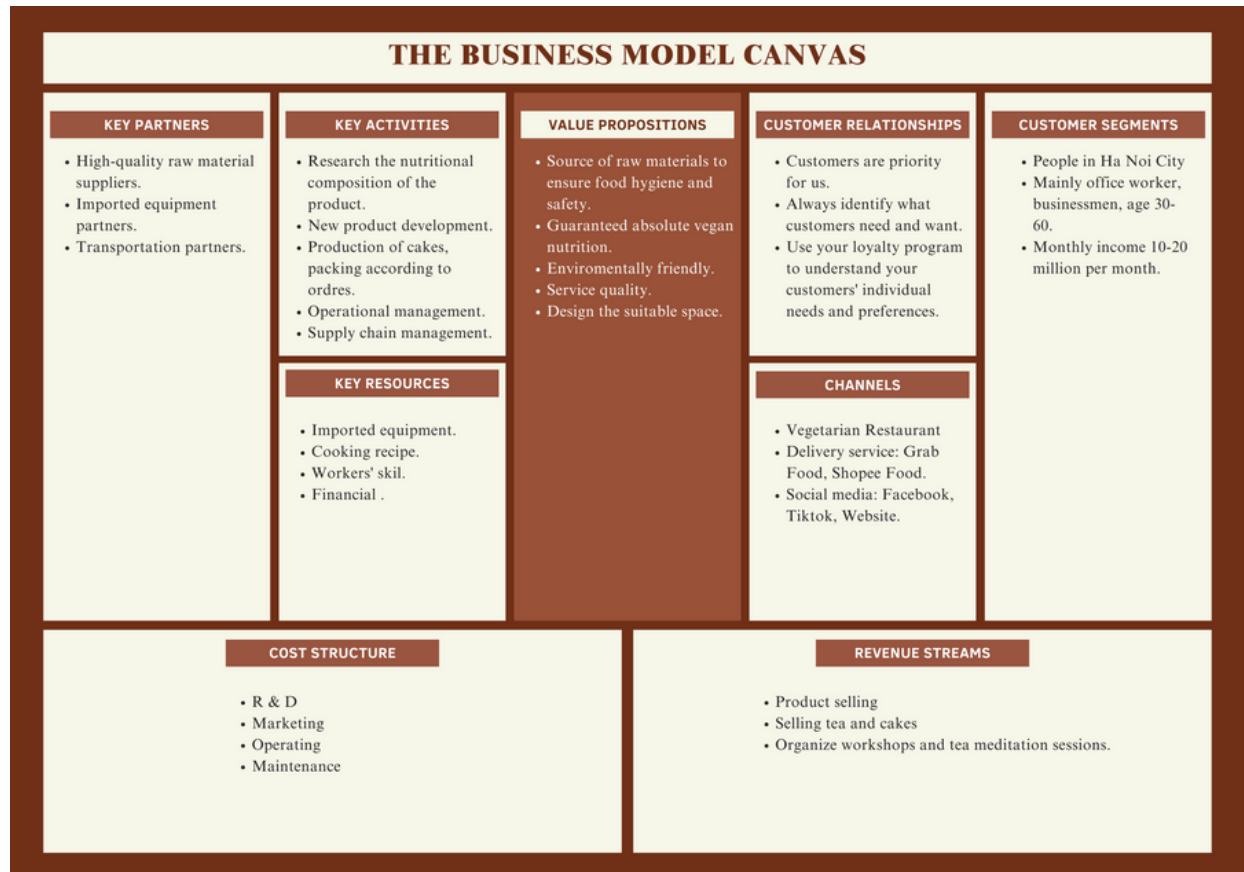 THE BUSINESS MODEL CANVAS
KEY PARTNERS
• High-quality raw material
suppliers.
• Imported equipment
partners.
• Transportation partners.
KEY ACTIVITIES
• Research the nutritional
composition of the
product.
• New product development.
• Production of cakes,
packing according to
ordres.
• Operational management.
• Supply chain management.
KEY RESOURCES
• Imported equipment.
• Cooking recipe.
• Workers' skil.
• Financial .
VALUE PROPOSITIONS
• Source of raw materials to
ensure food hygiene and
safety.
• Guaranteed absolute vegan
nutrition.
• Enviromentally friendly.
• Service quality.
• Design the suitable space.
CUSTOMER RELATIONSHIPS
• Customers are priority
for us.
• Always identify what
customers need and want.
• Use your loyalty program
to understand your
customers' individual
needs and preferences.
CHANNELS
• Vegetarian Restaurant
• Delivery service: Grab
Food, Shopee Food.
• Social media: Facebook,
Tiktok, Website.
CUSTOMER SEGMENTS
• People in Ha Noi City
• Mainly office worker,
businessmen, age 30-
60.
• Monthly income 10-20
million per month.
COST STRUCTURE
• R & D
• Marketing
• Operating
• Maintenance
REVENUE STREAMS
• Product selling
• Selling tea and cakes
• Organize workshops and tea meditation sessions.